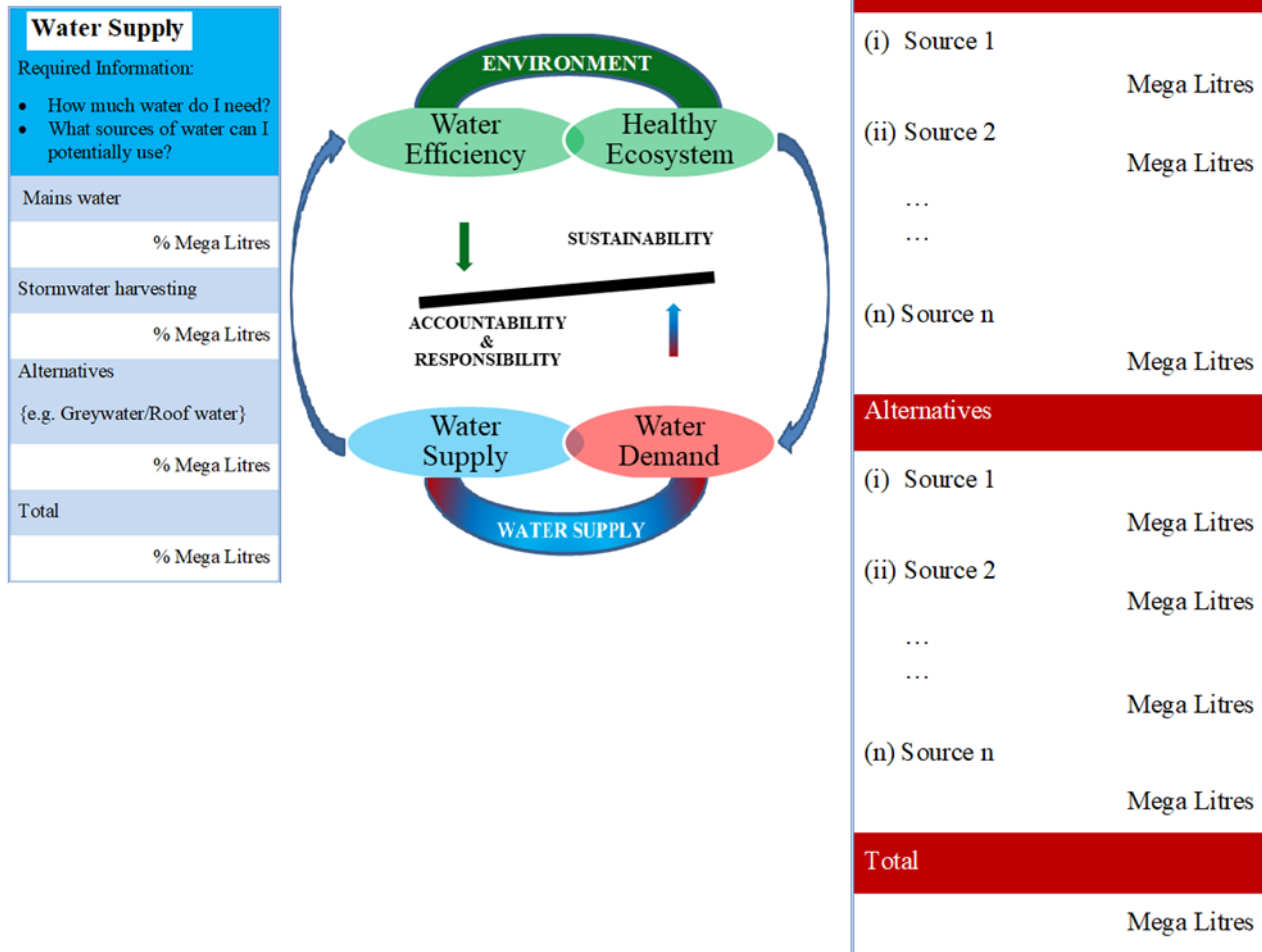 Water Supply
Required Information:
• How much water do I need?
• What sources of water can I
potentially use?
Mains water
% Mega Litres
Stormwater harvesting
% Mega Litres
Alternatives
{e.g. Greywater/Roof water}
% Mega Litres
Total
% Mega Litres
ENVIRONMENT
Water
Efficiency
Healthy
Ecosystem
SUSTAINABILITY
ACCOUNTABILITY
&
RESPONSIBILITY
Water
Supply
Water
Demand
WATER SUPPLY
(i) Source 1
Mega Litres
(ii) Source 2
Mega Litres
…
…
(n) Source n
Mega Litres
Alternatives
(i) Source 1
Mega Litres
(ii) Source 2
Mega Litres
…
…
Mega Litres
(n) Source n
Mega Litres
Total
Mega Litres